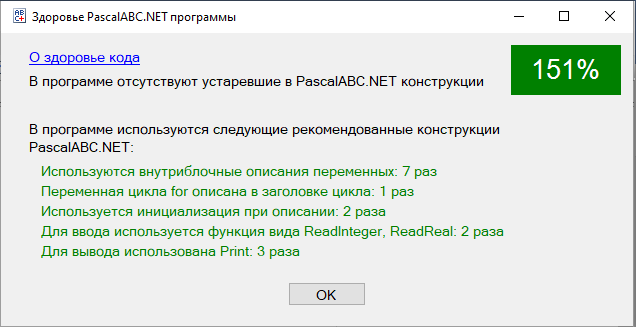 Здоровье PascalABC.NET программы
О здоровье кода
151%
В программе отсутствуют устаревшие в PascalABC.NET конструкции
В программе используются следующие рекомендованные конструкции
PascalABC.NET:
Используются внутриблочные описания переменных: 7 раз
Переменная цикла for описана в заголовке цикла: 1 раз
Используется инициализация при описании: 2 раза
Для ввода используется функция вида ReadInteger, ReadReal: 2 раза
Для вывода использована Print: 3 раза
OK